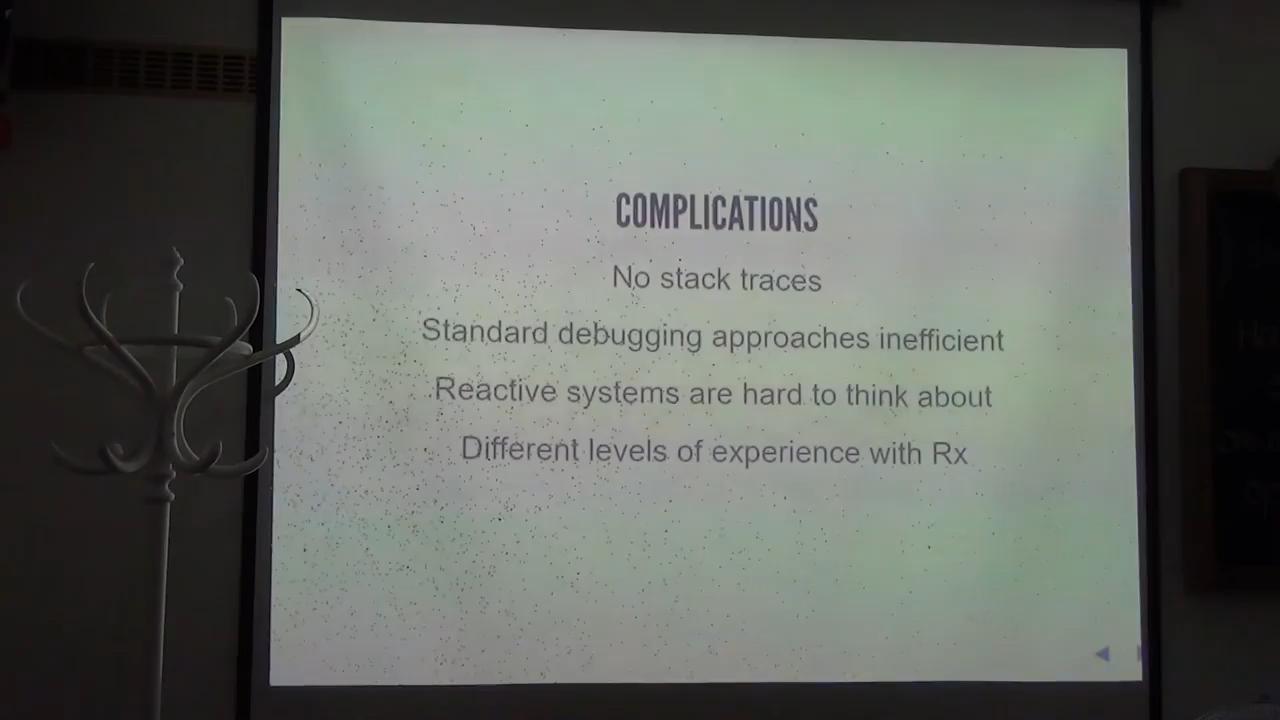 COMPLICATIONS
No stack traces
Standard debugging approaches inefficient
Reactive systems are hard to think about
Different levels of experience with Rx